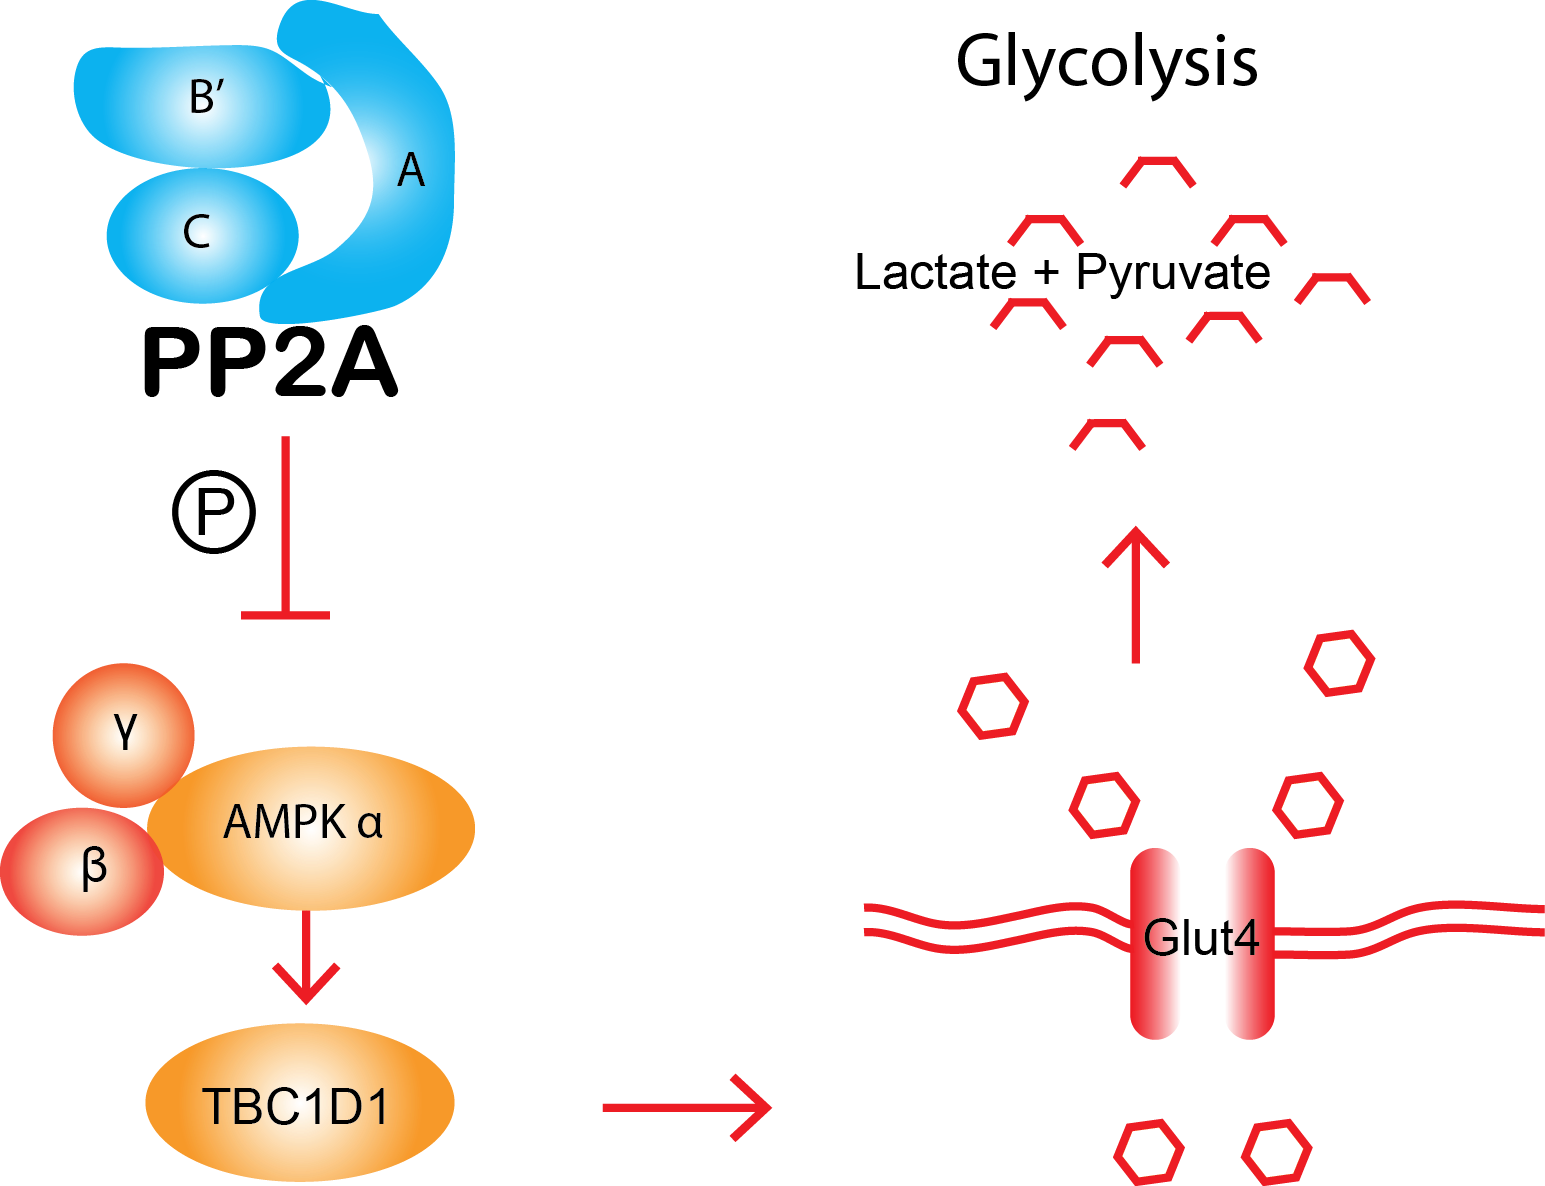 B’
A
C
PP2A
P
γ
AMPK α
β
TBC1D1
Glycolysis
Lactate + Pyruvate
Glut4